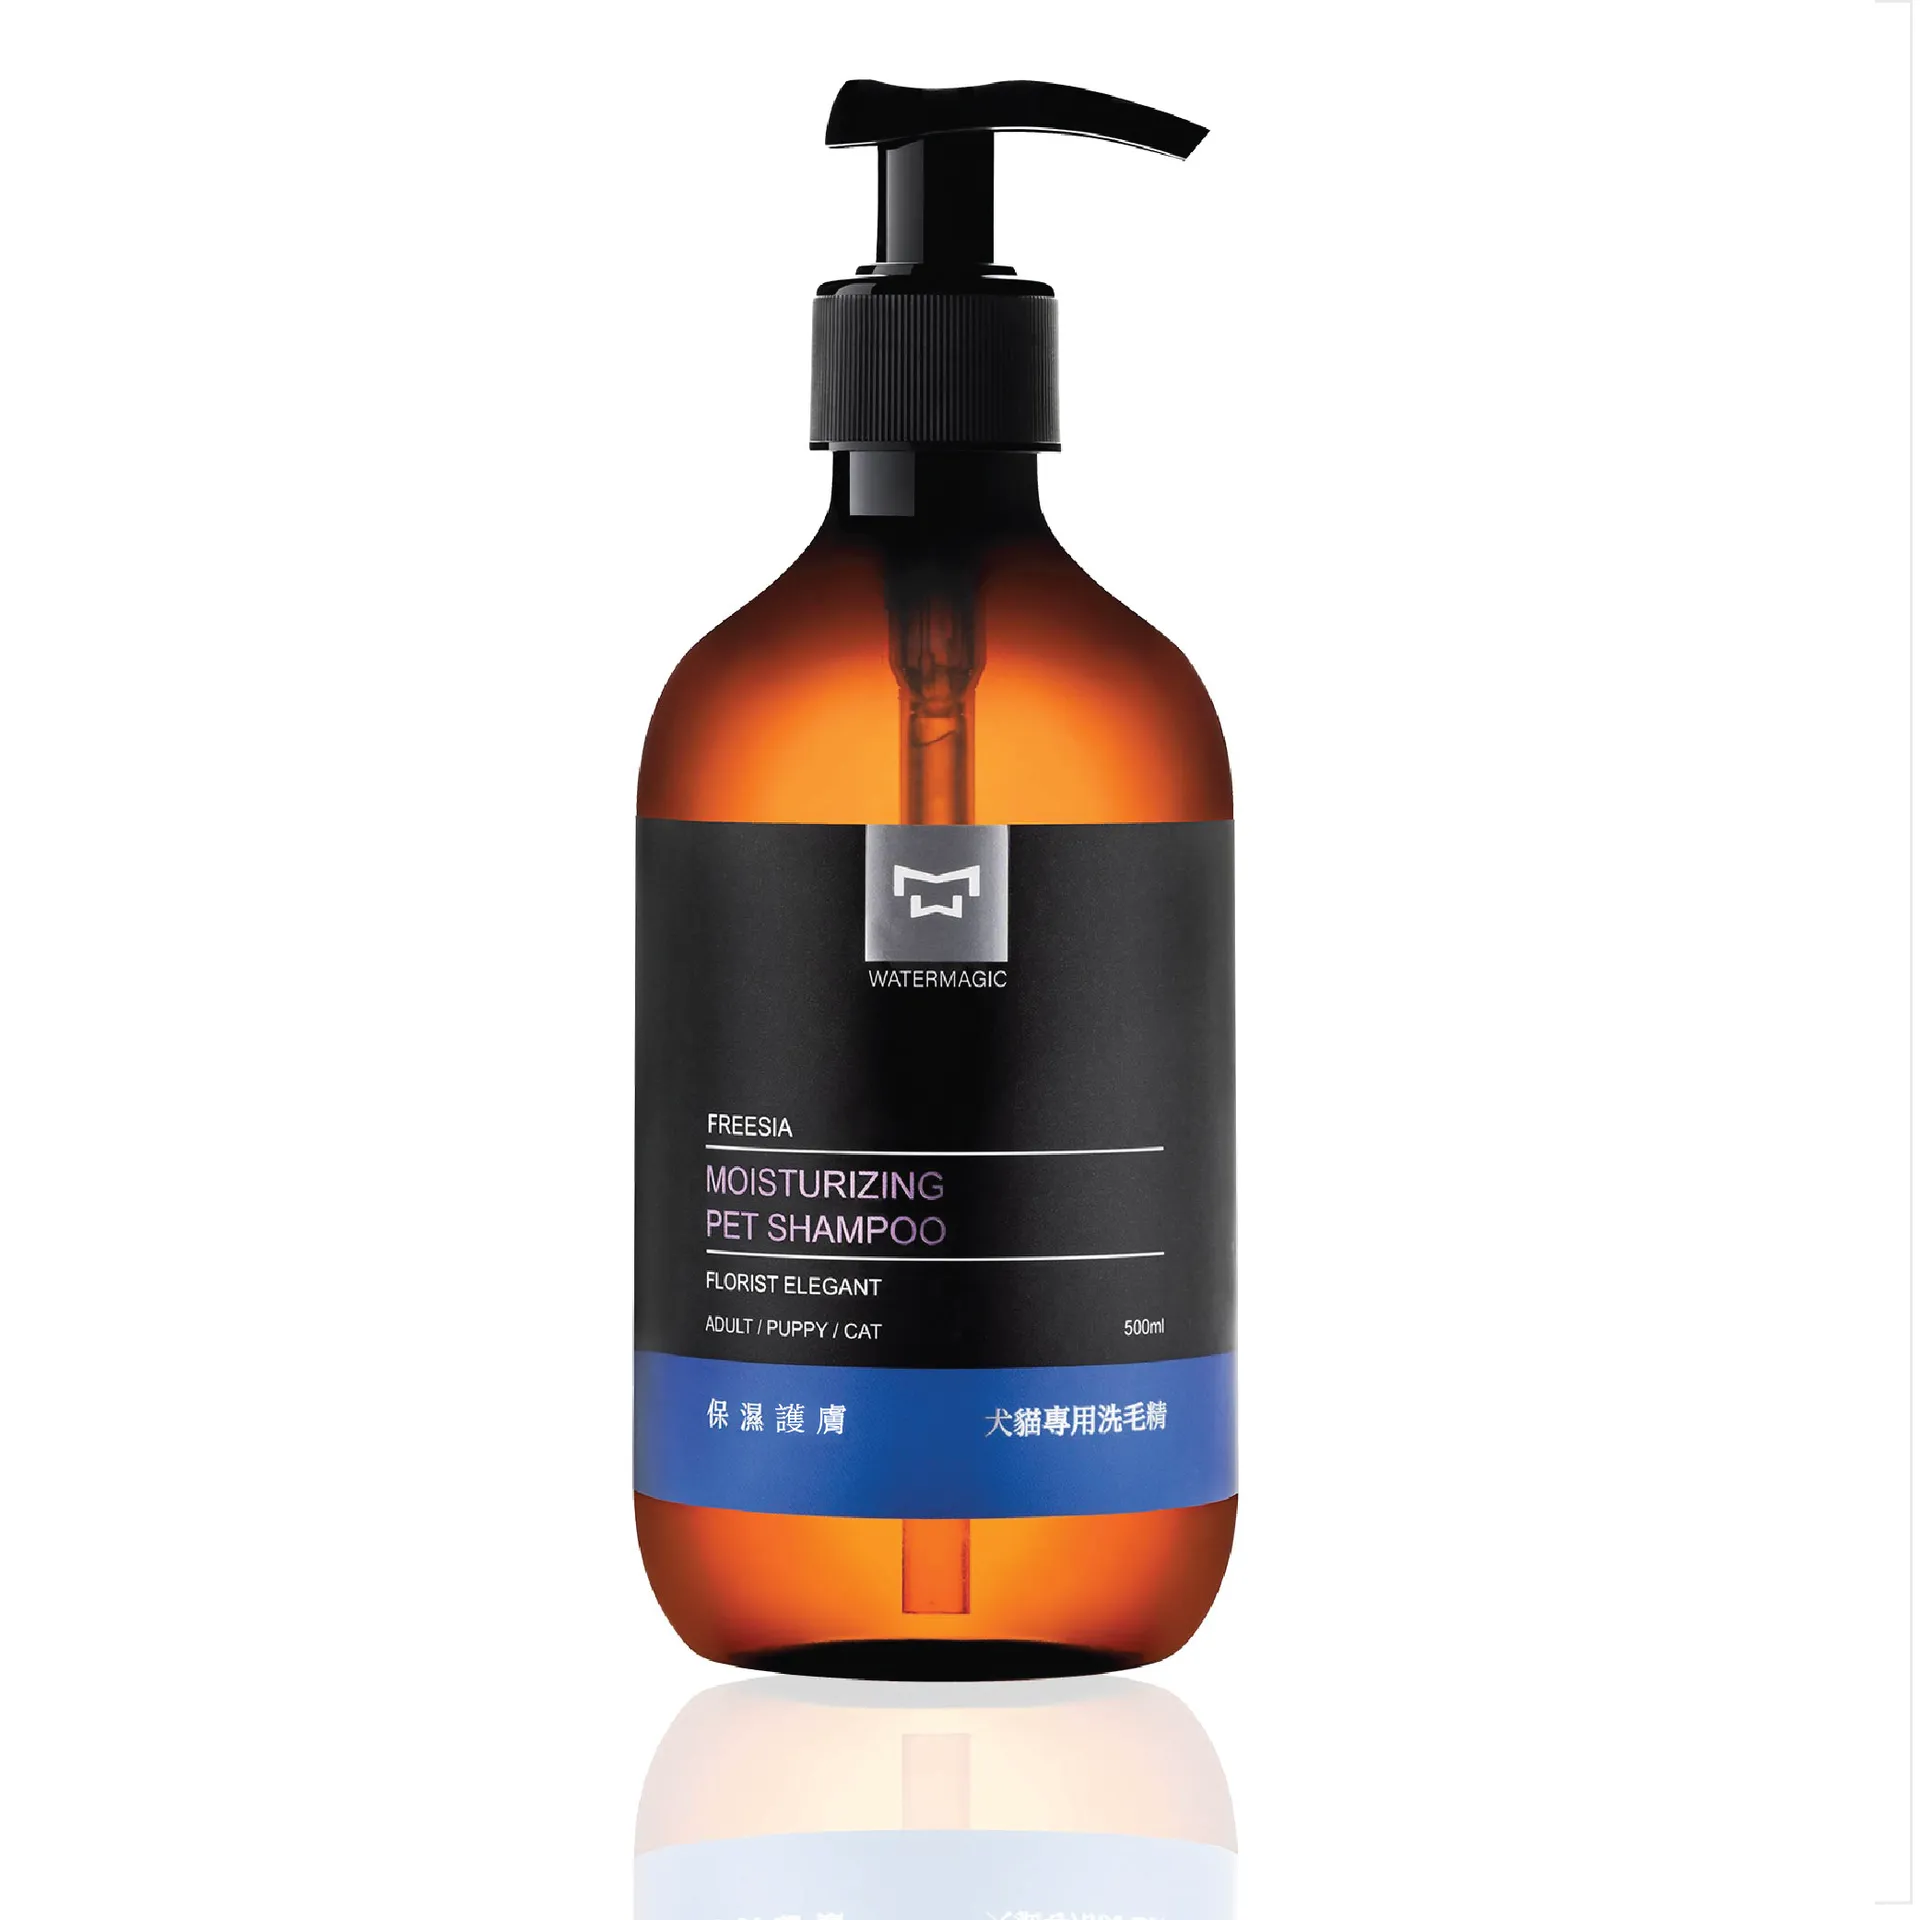 WATERMAGIC
FREESIA
MOISTURIZING
PET SHAMPOO
FLORIST ELEGANT
ADULT / PUPPY / CAT 500ml
保濕護膚 犬貓專用洗毛精